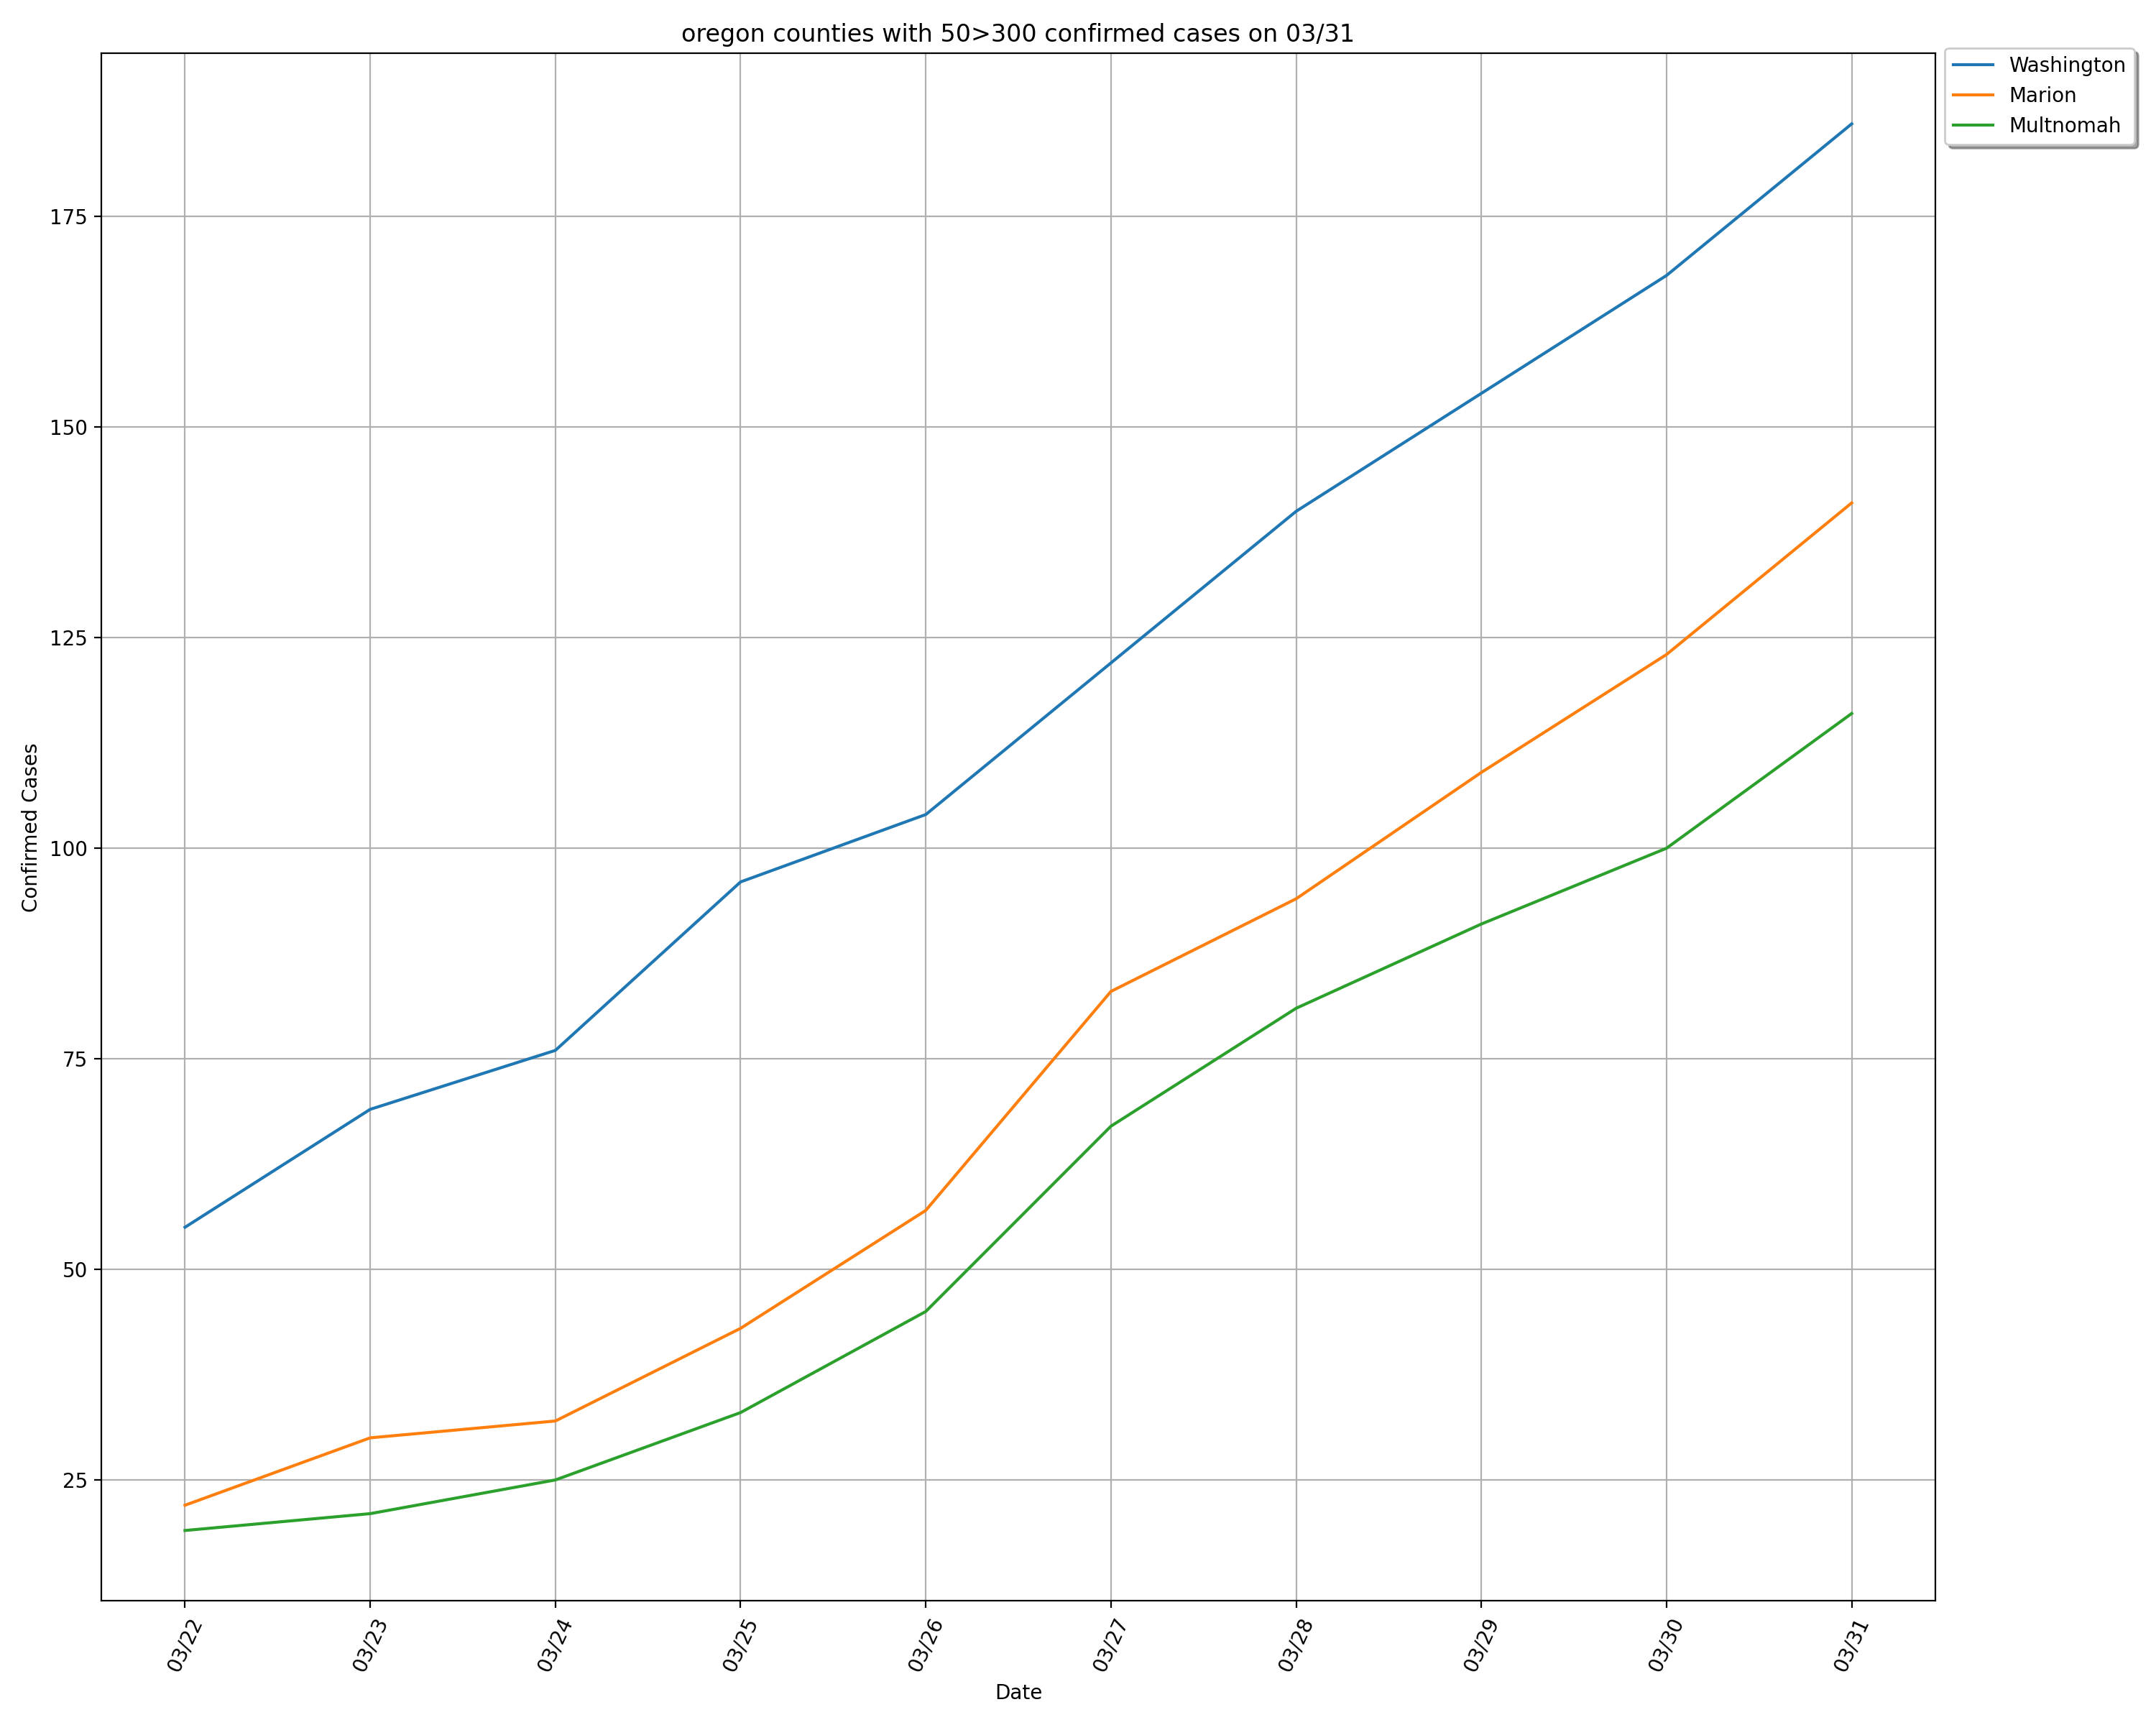 oregon counties with 50>300 confirmed cases on 03/31
Washington
Marion
Multnomah
Confirmed Cases
175
150
125
100
75
50
25
03/22
03/23
03/24
03/25
03/26
03/27
03/28
03/29
03/30
03/31
Date